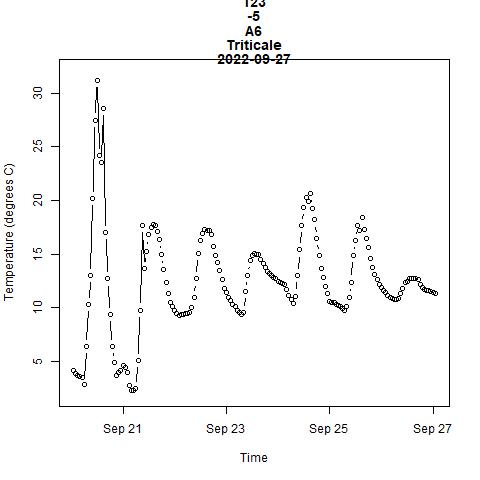 123
-5
A6
Triticale
2022-09-27
Temperature (degrees C)
30
25
20
15
10
5
Sep 21
Sep 23
Sep 25
Sep 27
Time